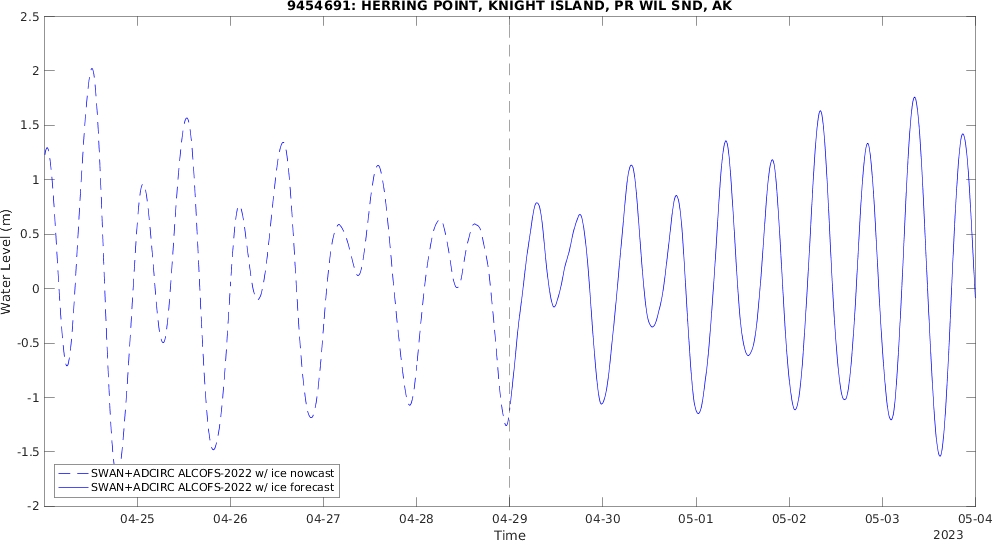 9454691: HERRING POINT, KNIGHT ISLAND, PR WIL SND, AK
2.5
2
1.5
1
0.5
0
-0.5
-1
-1.5
-2
Water Level (m)
SWAN+ADCIRC ALCOFS-2022 w/ ice nowcast
SWAN+ADCIRC ALCOFS-2022 w/ ice forecast
04-25 04-26 04-27 04-28 04-29 04-30 05-01 05-02 05-03 05-04
Time
2023